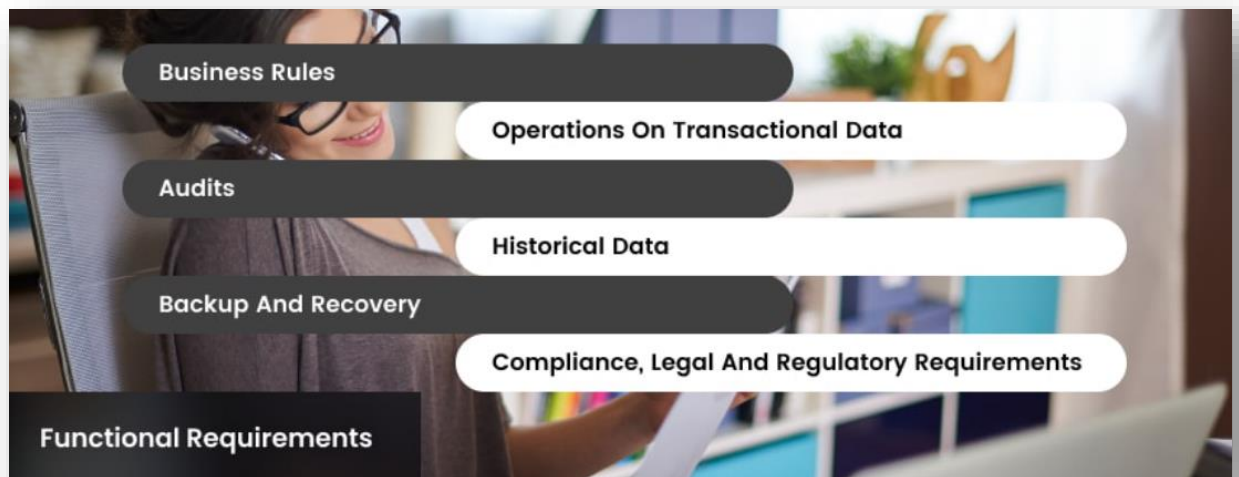 Business Rules
Operations On Transactional Data
Audits
Historical Data
Backup And Recovery
Compliance, Legal And Regulatory Requirements
Functional Requirements